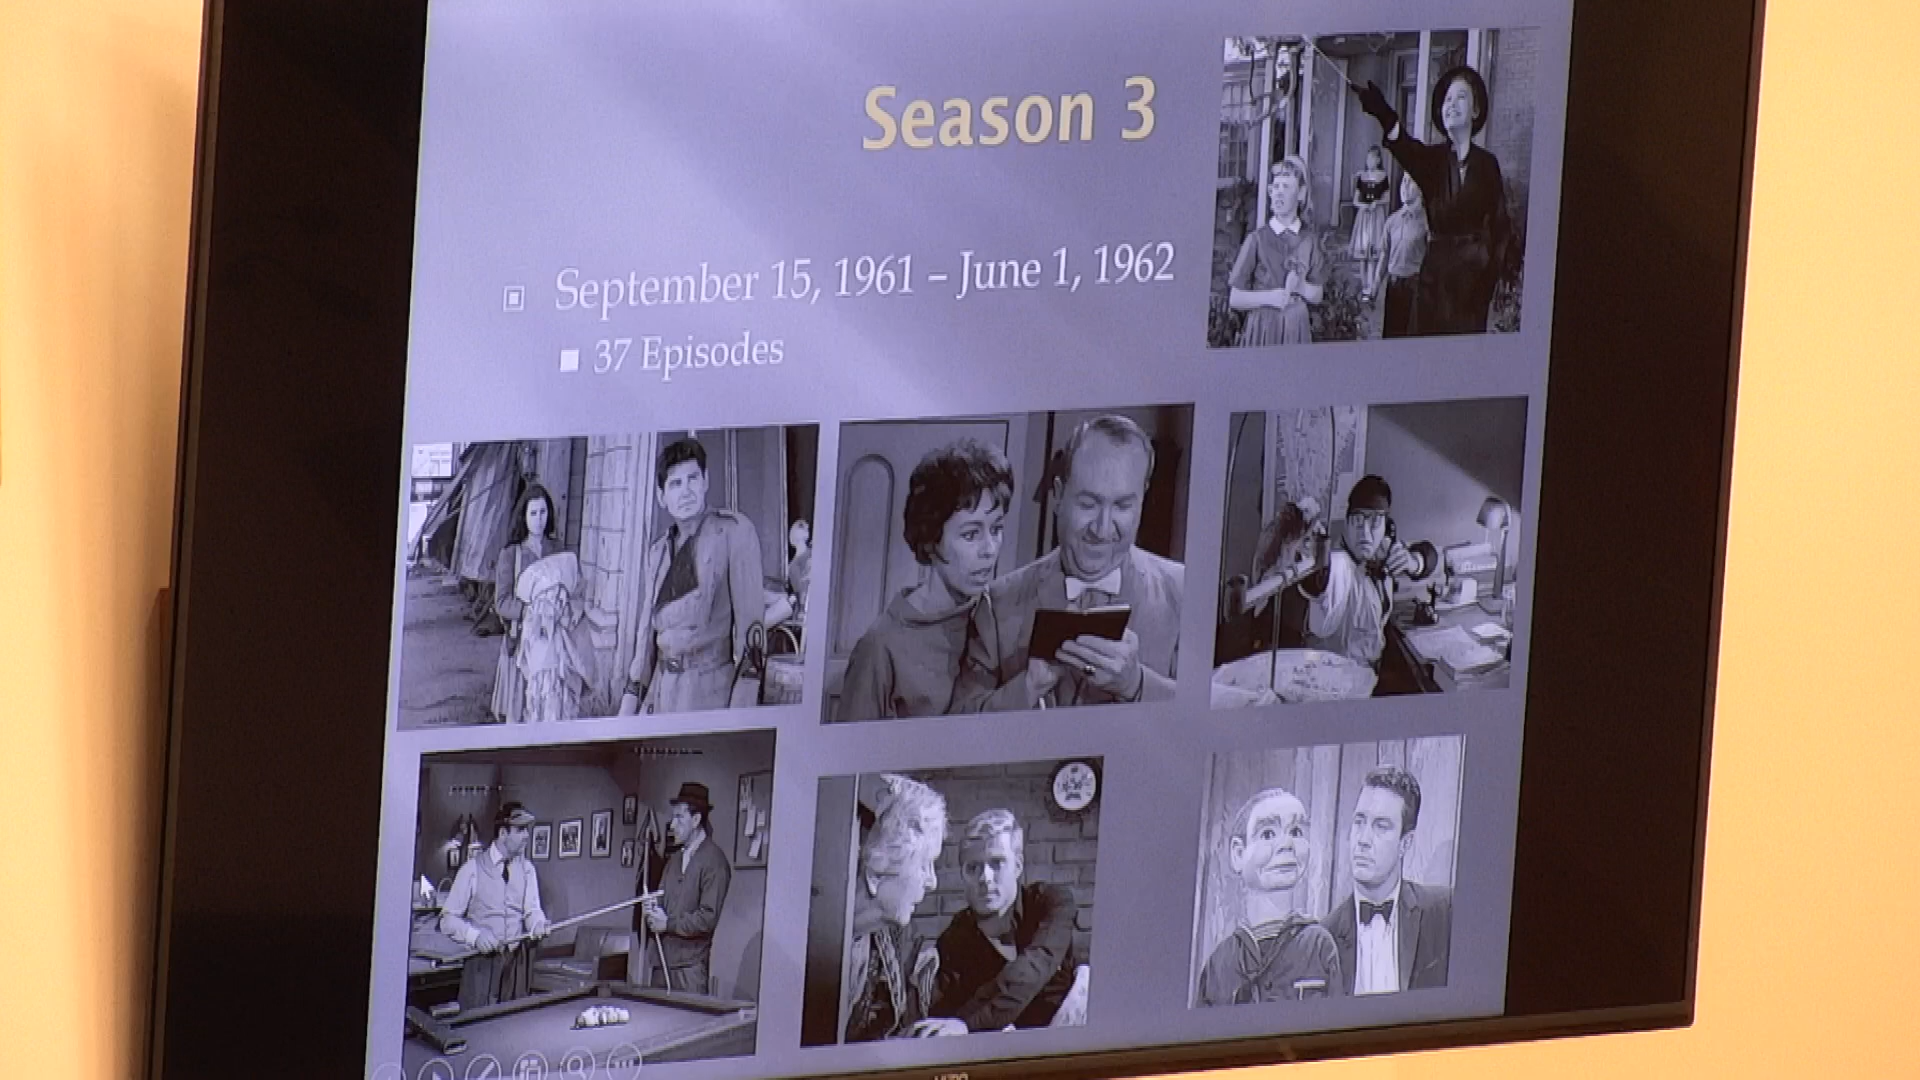 Season 3
September 15, 1961 – June 1, 1962
37 Episodes